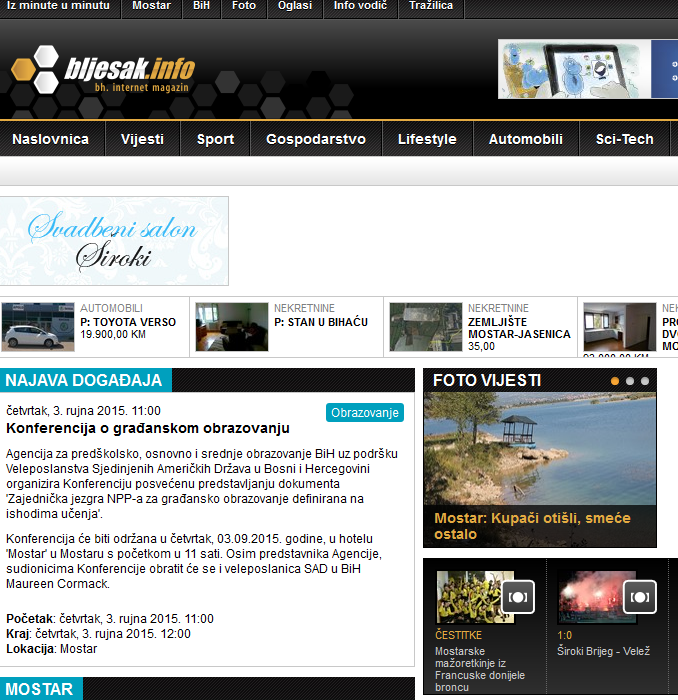 Iz minute u minutu
Mostar
BiH
Foto
Oglasi
Info vodič
Tražilica
bljesak.info
bh. internet magazin
Naslovnica
Vijesti
Sport
Gospodarstvo
Lifestyle
Automobili
Sci-Tech
Svadbeni salon
Široki
AUTOMOBILI
P: TOYOTA VERSO
19.900,00 KM
NEKRETNINE
P: STAN U BIHAĆU
NEKRETNINE
ZEMLJIŠTE
MOSTAR-JASENICA
35,00
NAJAVA DOGAĐAJA
četvrtak, 3. rujna 2015. 11:00
Obrazovanje
Konferencija o građanskom obrazovanju
Agencija za predškolsko, osnovno i srednje obrazovanje BiH uz podršku
Veleposlanstva Sjedinjenih Američkih Država u Bosni i Hercegovini
organizira Konferenciju posvećenu predstavljanju dokumenta
'Zajednička jezgra NPP-a za građansko obrazovanje definirana na
ishodima učenja'.
Konferencija će biti održana u četvrtak, 03.09.2015. godine, u hotelu
'Mostar' u Mostaru s početkom u 11 sati. Osim predstavnika Agencije,
sudionicima Konferencije obratit će se i veleposlanica SAD u BiH
Maureen Cormack.
Početak: četvrtak, 3. rujna 2015. 11:00
Kraj: četvrtak, 3. rujna 2015. 12:00
Lokacija: Mostar
MOSTAR
FOTO VIJESTI
Mostar: Kupači otišli, smeće
ostalo
ČESTITKE
Mostarske
mažoretkinje iz
Francuske donijele
broncu
1:0
Široki Brijeg - Velež